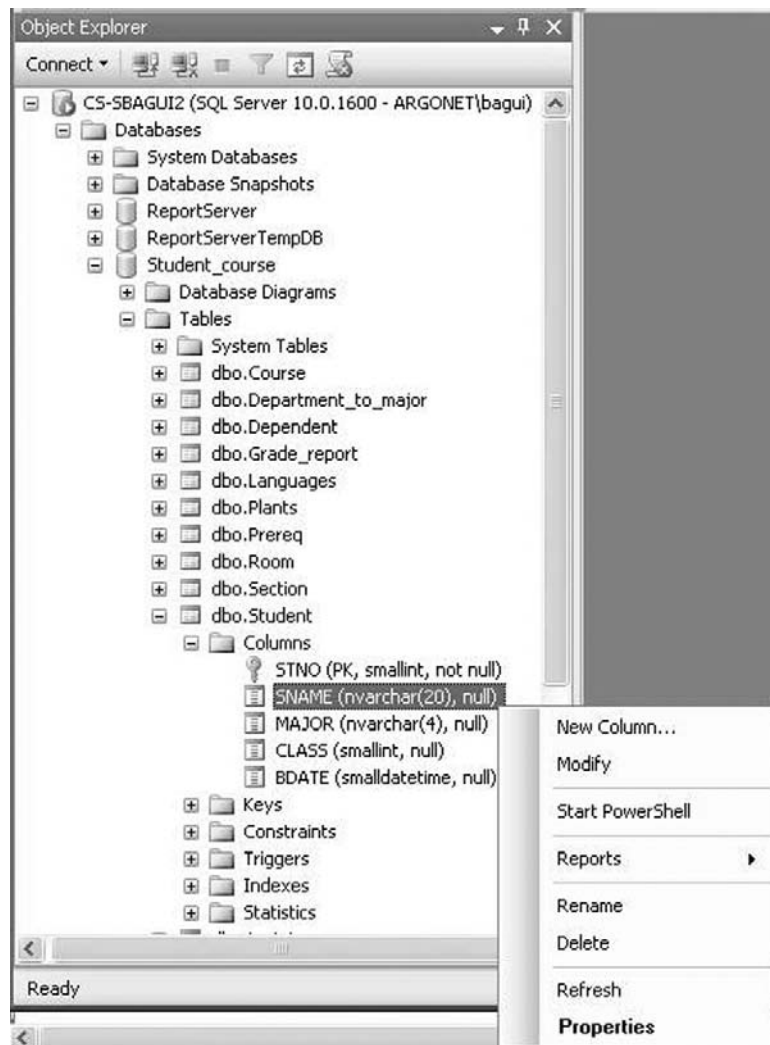 Object Explorer
Connect
CS-SBAGUI2 (SQL Server 10.0.1600 - ARGONET\bagui)
Databases
System Databases
Database Snapshots
ReportServer
ReportServerTempDB
Student_course
Database Diagrams
Tables
System Tables
dbo.Course
dbo.Department_to_major
dbo.Dependent
dbo.Grade_report
dbo.Languages
dbo.Plants
dbo.Prereq
dbo.Room
dbo.Section
dbo.Student
Columns
STNO (PK, smallint, not null)
SNAME (nvarchar(20), null)
MAJOR (nvarchar(4), null)
CLASS (smallint, null)
BDATE (smalldatetime, null)
Keys
Constraints
Triggers
Indexes
Statistics
Ready
New Column...
Modify
Start PowerShell
Reports
Rename
Delete
Refresh
Properties